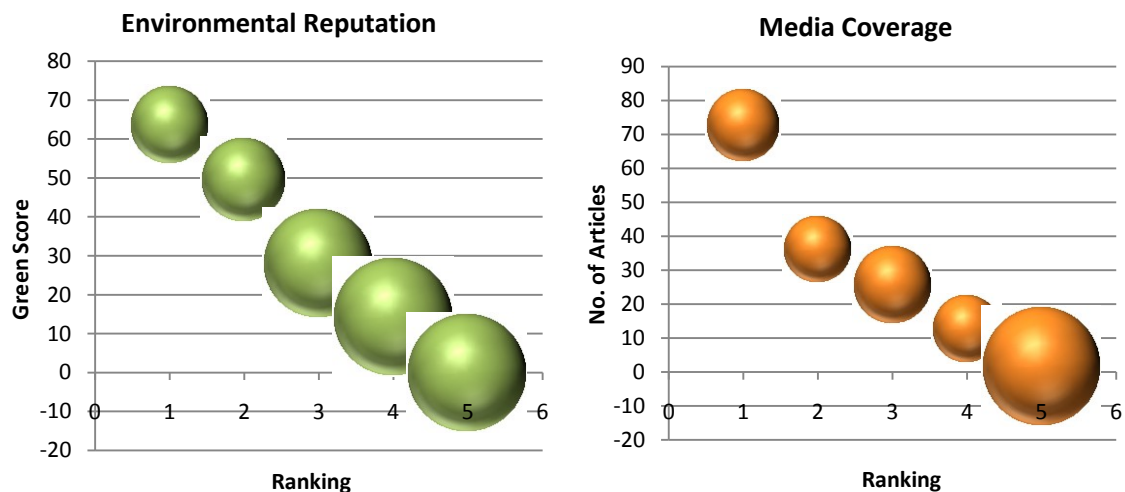 Environmental Reputation
80
70
60
50
40
30
20
10
0
-10
-20
Green Score
0 1 2 3 4 5 6
Ranking
Media Coverage
90
80
70
60
50
40
30
20
10
0
-10
-20
No. of Articles
0 1 2 3 4 5 6
Ranking